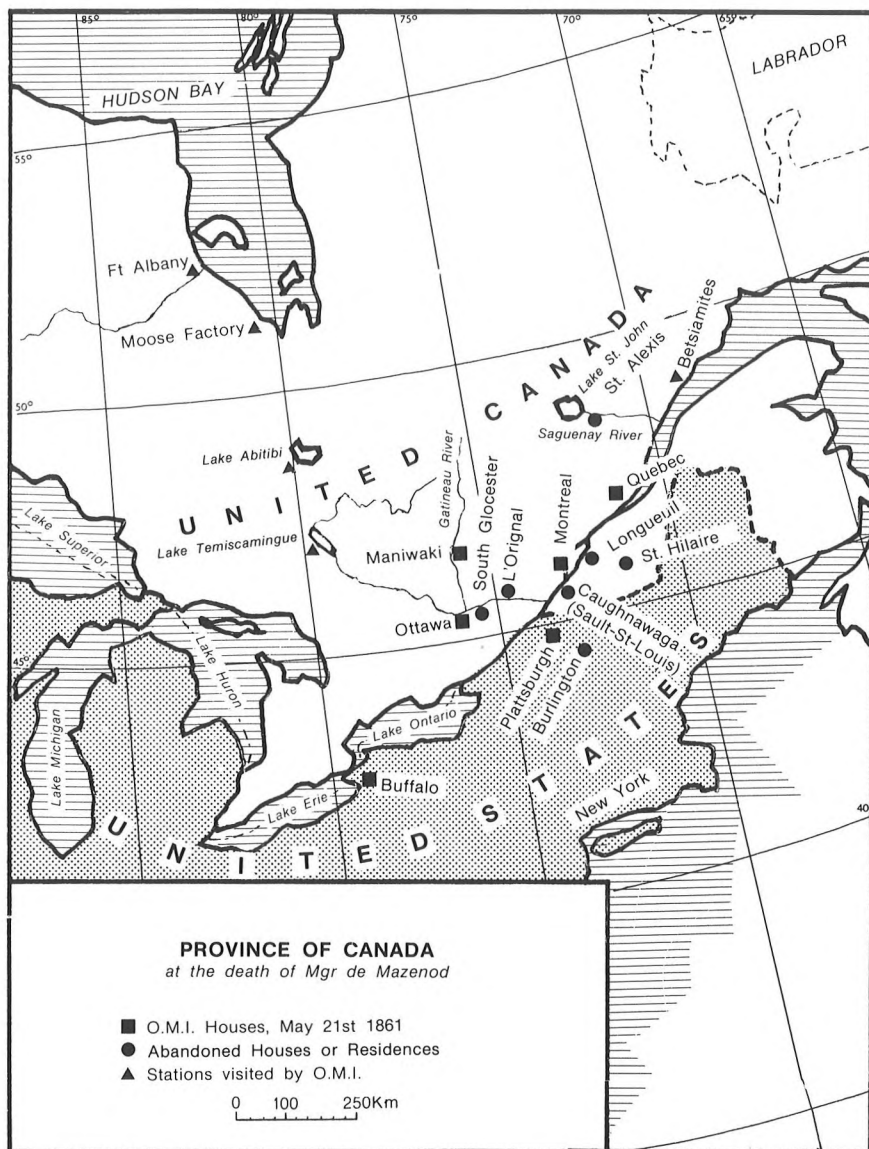 85°
80°
75°
70°
65°
LABRADOR
HUDSON BAY
55°
Ft Albany
Moose Factory
50°
UNITED CANADA
Lake St. John
St. Alexis
Betsiamites
Saguenay River
Lake Abitibi
Gatineau River
Quebec
Lake Superior
Lake Temiscamingue
Maniwaki
South Glocester
L'Orignal
Montreal
Longueuil
St. Hilaire
Ottawa
Caughnawaga
(Sault-St-Louis)
45°
Lake Huron
Plattsburgh
Burlington
Lake Michigan
Lake Ontario
Buffalo
Lake Erie
New York
40
UNITED STATES
PROVINCE OF CANADA
at the death of Mgr de Mazenod
O.M.I. Houses, May 21st 1861
Abandoned Houses or Residences
Stations visited by O.M.I.
0 100 250Km